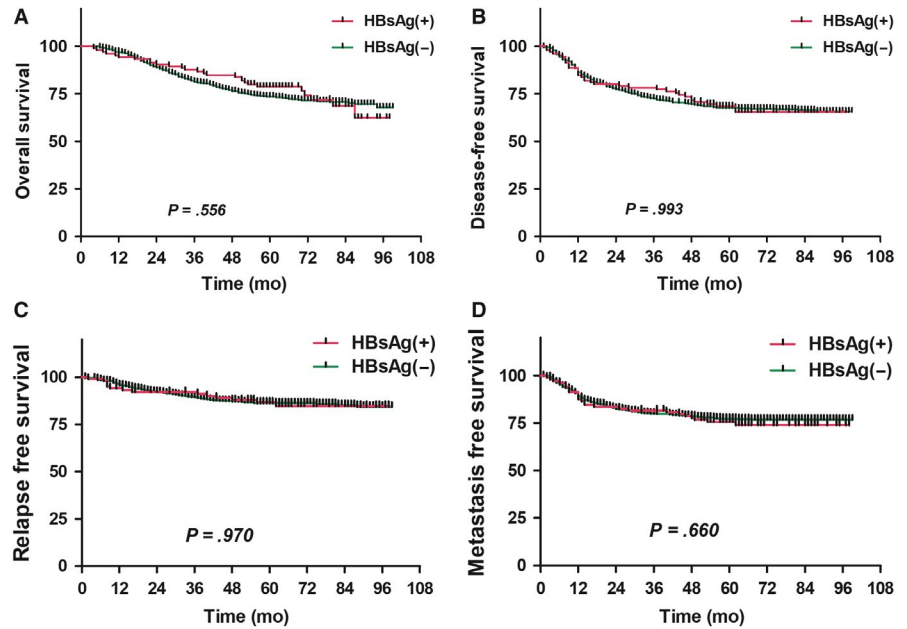 A
HBsAg(+)
HBsAg(−)
Overall survival
100
75
50
25
0
P = .556
0 12 24 36 48 60 72 84 96 108
Time (mo)
B
HBsAg(+)
HBsAg(−)
Disease-free survival
100
75
50
25
0
P = .993
0 12 24 36 48 60 72 84 96 108
Time (mo)
C
HBsAg(+)
HBsAg(−)
Relapse free survival
100
75
50
25
0
P = .970
0 12 24 36 48 60 72 84 96 108
Time (mo)
D
HBsAg(+)
HBsAg(−)
Metastasis free survival
100
75
50
25
0
P = .660
0 12 24 36 48 60 72 84 96 108
Time (mo)